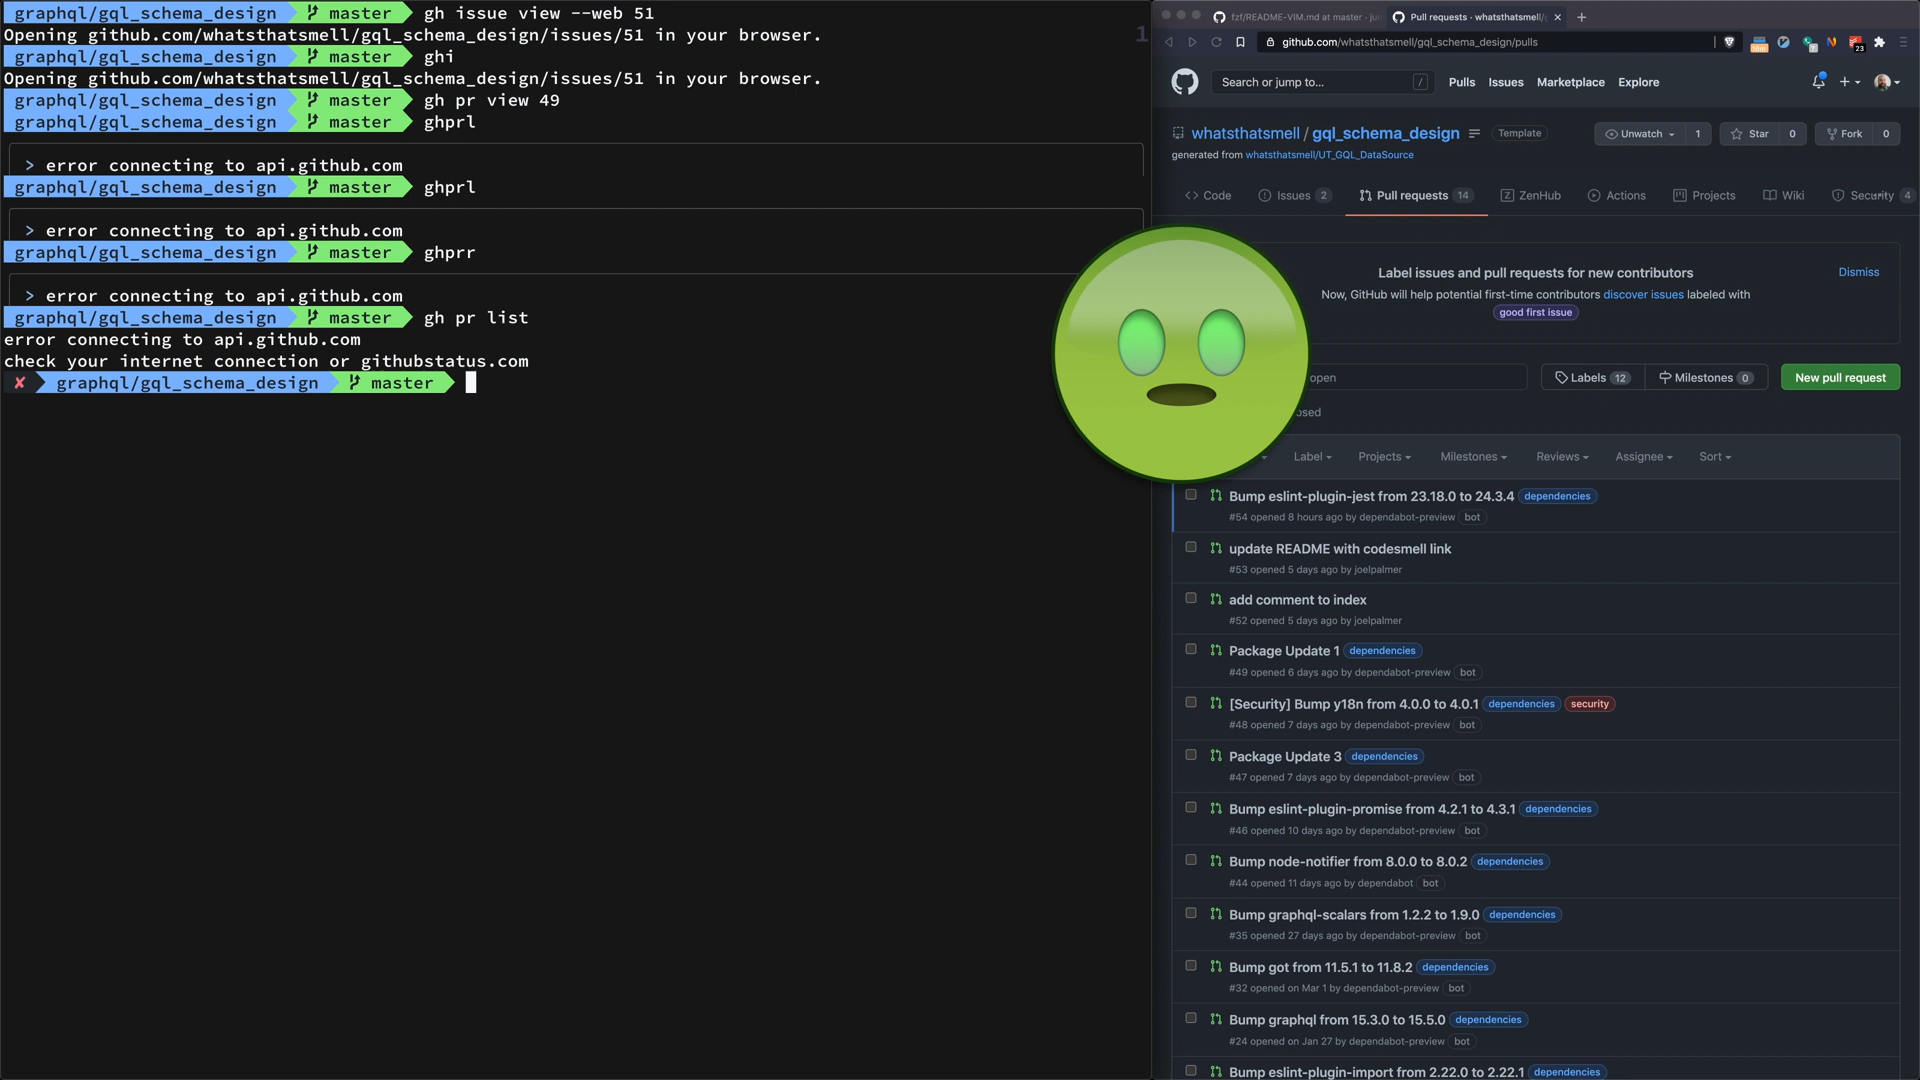 graphql/gql_schema_design master gh issue view --web 51
Opening github.com/whatsthatsmell/gql_schema_design/issues/51 in your browser.
graphql/gql_schema_design master ghi
Opening github.com/whatsthatsmell/gql_schema_design/issues/51 in your browser.
graphql/gql_schema_design master gh pr view 49
graphql/gql_schema_design master ghprl
> error connecting to api.github.com
graphql/gql_schema_design master ghprl
> error connecting to api.github.com
graphql/gql_schema_design master ghprr
> error connecting to api.github.com
graphql/gql_schema_design master gh pr list
error connecting to api.github.com
check your internet connection or githubstatus.com
✘ graphql/gql_schema_design master
1
fzf/README-VIM.md at master · ju
Pull requests · whatsthatsmell/
github.com/whatsthatsmell/gql_schema_design/pulls
23
Search or jump to... /
Pulls Issues Marketplace Explore
whatsthatsmell / gql_schema_design Template
Unwatch 1 Star 0 Fork 0
generated from whatsthatsmell/UT_GQL_DataSource
Code Issues 2 Pull requests 14 ZenHub Actions Projects Wiki Security 4
Label issues and pull requests for new contributors Dismiss
Now, GitHub will help potential first-time contributors discover issues labeled with
good first issue
open Labels 12 Milestones 0 New pull request
osed
Label Projects Milestones Reviews Assignee Sort
Bump eslint-plugin-jest from 23.18.0 to 24.3.4 dependencies
#54 opened 8 hours ago by dependabot-preview bot
update README with codesmell link
#53 opened 5 days ago by joelpalmer
add comment to index
#52 opened 5 days ago by joelpalmer
Package Update 1 dependencies
#49 opened 6 days ago by dependabot-preview bot
[Security] Bump y18n from 4.0.0 to 4.0.1 dependencies security
#48 opened 7 days ago by dependabot-preview bot
Package Update 3 dependencies
#47 opened 7 days ago by dependabot-preview bot
Bump eslint-plugin-promise from 4.2.1 to 4.3.1 dependencies
#46 opened 10 days ago by dependabot-preview bot
Bump node-notifier from 8.0.0 to 8.0.2 dependencies
#44 opened 11 days ago by dependabot bot
Bump graphql-scalars from 1.2.2 to 1.9.0 dependencies
#35 opened 27 days ago by dependabot-preview bot
Bump got from 11.5.1 to 11.8.2 dependencies
#32 opened on Mar 1 by dependabot-preview bot
Bump graphql from 15.3.0 to 15.5.0 dependencies
#24 opened on Jan 27 by dependabot-preview bot
Bump eslint-plugin-import from 2.22.0 to 2.22.1 dependencies